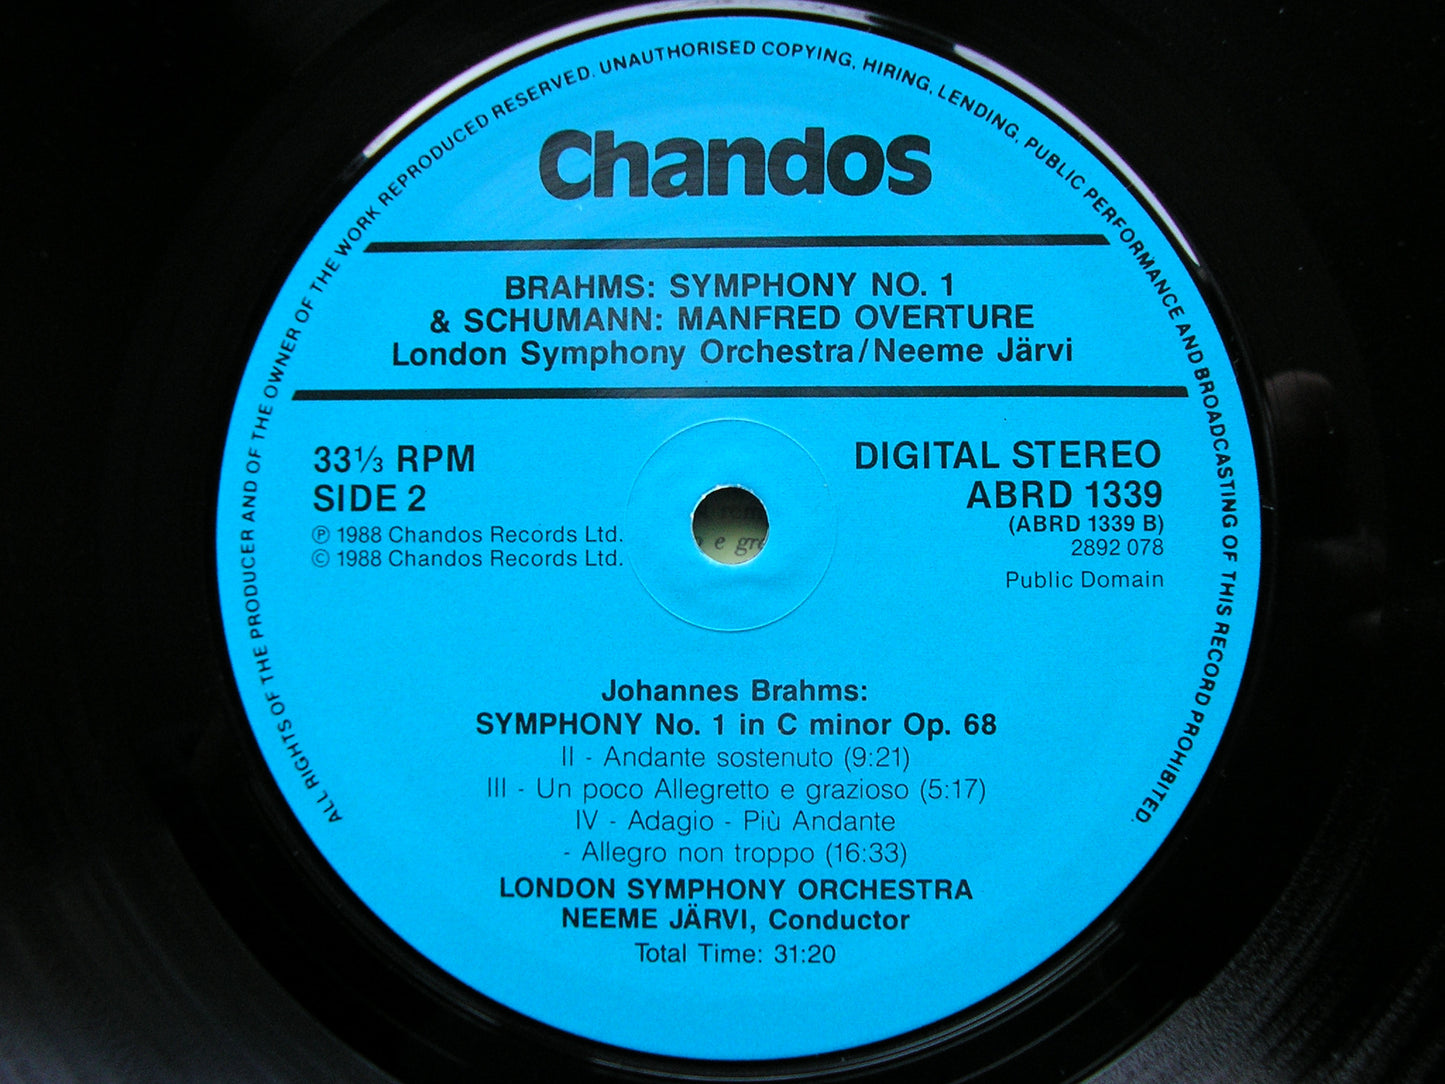 ALL RIGHTS OF THE PRODUCER AND OF THE OWNER OF THE WORK REPRODUCED RESERVED. UNAUTHORISED COPYING, HIRING, LENDING, PUBLIC PERFORMANCE AND BROADCASTING OF THIS RECORD PROHIBITED.
Chandos
BRAHMS: SYMPHONY NO. 1
& SCHUMANN: MANFRED OVERTURE
London Symphony Orchestra/Neeme Järvi
33⅓ RPM
SIDE 2
℗ 1988 Chandos Records Ltd.
© 1988 Chandos Records Ltd.
DIGITAL STEREO
ABRD 1339
(ABRD 1339 B)
2892 078
Public Domain
e gr
Johannes Brahms:
SYMPHONY No. 1 in C minor Op. 68
II - Andante sostenuto (9:21)
III - Un poco Allegretto e grazioso (5:17)
IV - Adagio - Più Andante
- Allegro non troppo (16:33)
LONDON SYMPHONY ORCHESTRA
NEEME JÄRVI, Conductor
Total Time: 31:20